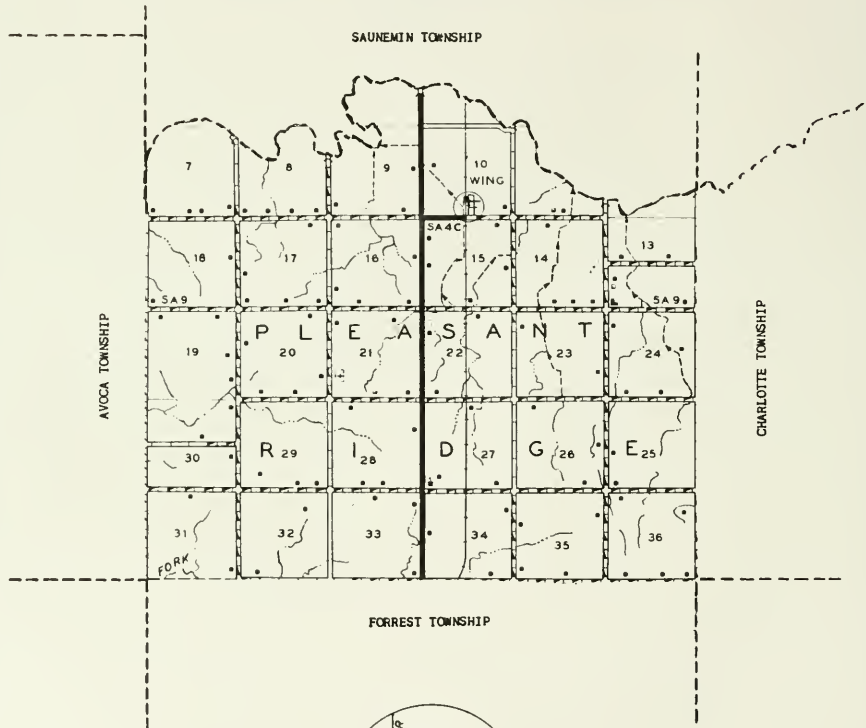 SAUNEMIN TOWNSHIP
7 8 9 10
WING
SA4C
18 17 16 15 14 13
SA9 SA9
AVOCA TOWNSHIP
P L E A S A N T
19 20 21 22 23 24
CHARLOTTE TOWNSHIP
R I D G E
30 29 28 27 26 25
31 32 33 34 35 36
FORK
FORREST TOWNSHIP